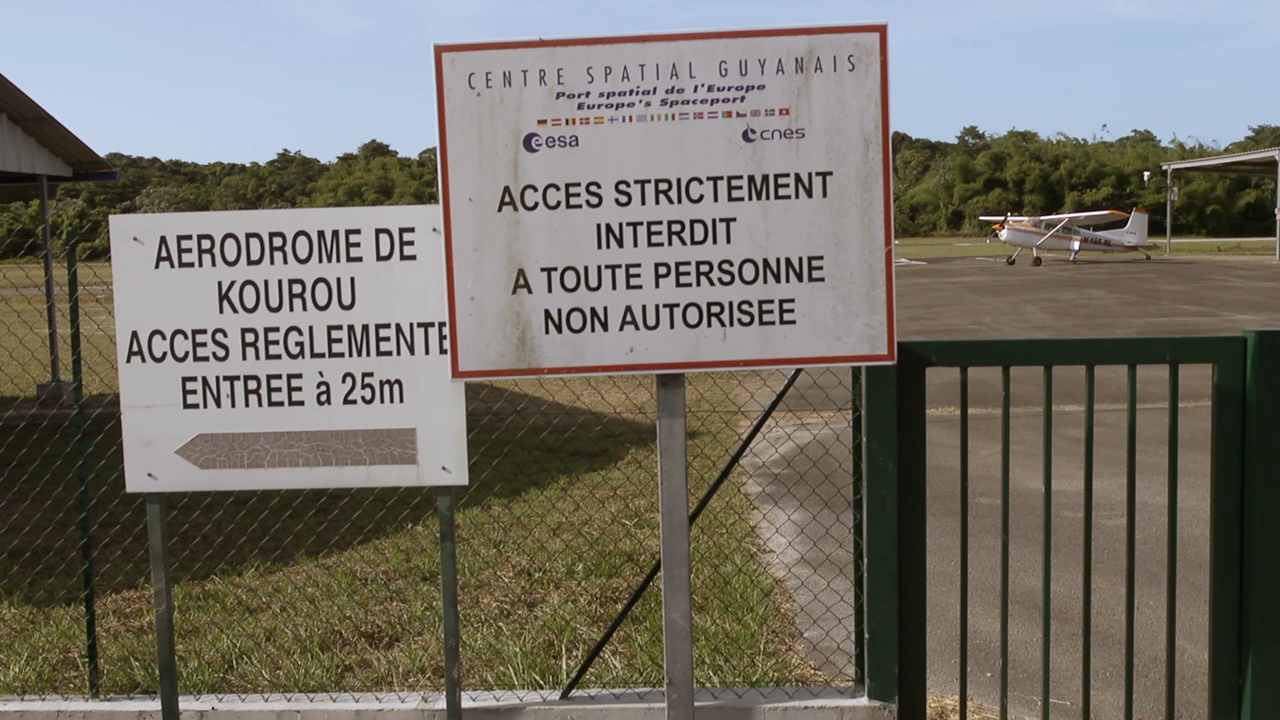 AERODROME DE
KOUROU
ACCES REGLEMENTE
ENTREE à 25m
CENTRE SPATIAL GUYANAIS
Port spatial de l'Europe
Europe's Spaceport
esa
cnes
ACCES STRICTEMENT
INTERDIT
A TOUTE PERSONNE
NON AUTORISEE